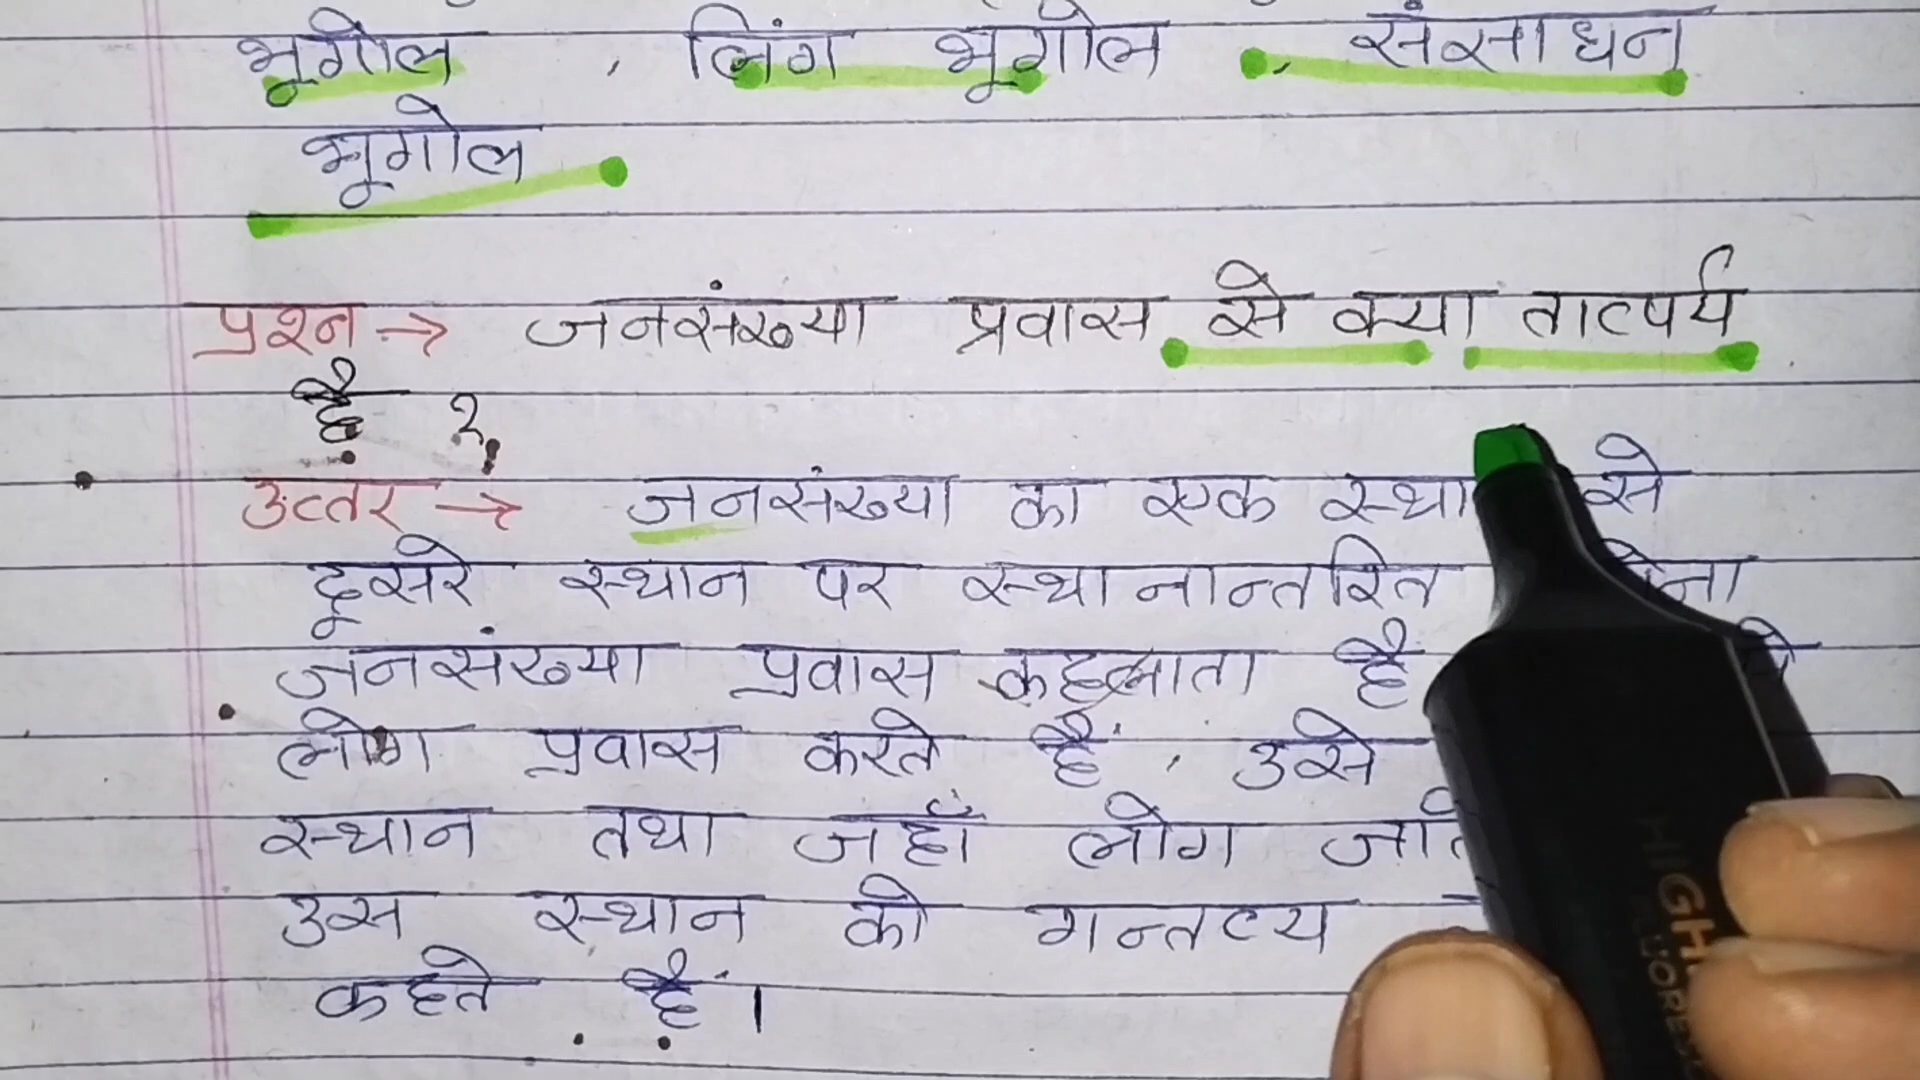 भूगोल , लिंग भूगोल , संसाधन
भूगोल
प्रश्न → जनसंख्या प्रवास से क्या तात्पर्य
है ?
उत्तर → जनसंख्या का एक स्था से
दूसरे स्थान पर स्थानान्तरित
जनसंख्या प्रवास कहलाता है
लोग प्रवास करते हैं , उसे
स्थान तथा जहाँ लोग
उस स्थान को गन्तव्य
कहते हैं ।